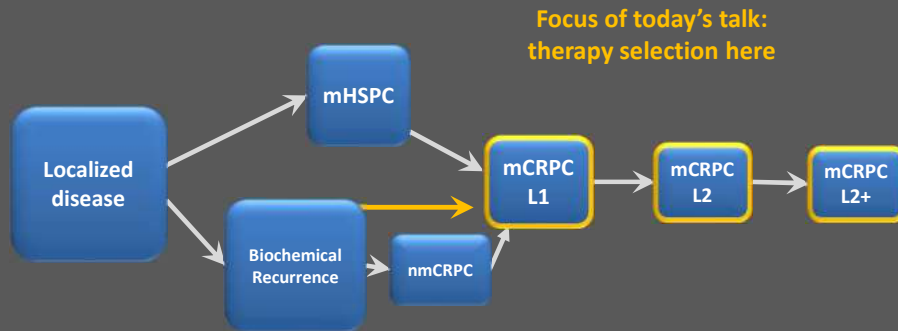 Focus of today's talk:
therapy selection here
mHSPC
Localized
disease
mCRPC
L1
mCRPC
L2
mCRPC
L2+
Biochemical
Recurrence
nmCRPC